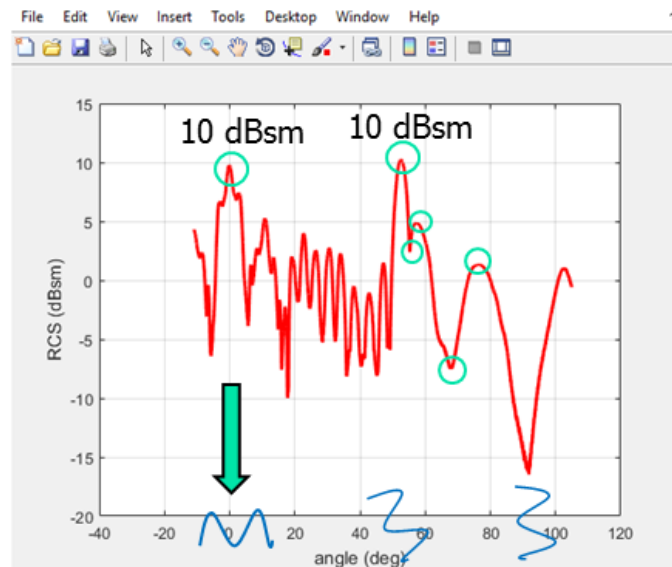 File Edit View Insert Tools Desktop Window Help
10 dBsm 10 dBsm
15
10
5
0
-5
-10
-15
-20
RCS (dBsm)
-40 -20 0 20 40 60 80 100 120
angle (deg)